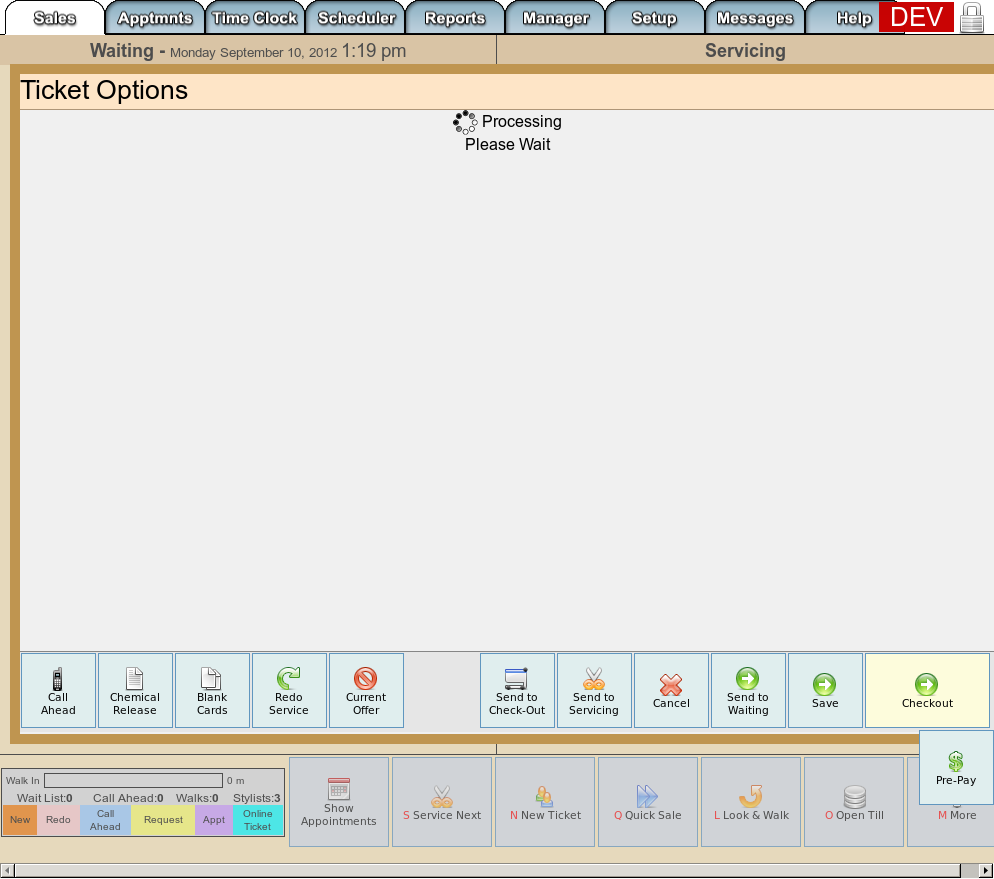 Sales Apptmnts Time Clock Scheduler Reports Manager Setup Messages Help DEV
Waiting - Monday September 10, 2012 1:19 pm
Servicing
Ticket Options
Processing
Please Wait
Call
Ahead
Chemical
Release
Blank
Cards
Redo
Service
Current
Offer
Send to
Check-Out
Send to
Servicing
Cancel
Send to
Waiting
Save
Checkout
Pre-Pay
Walk In 0 m
Wait List:0 Call Ahead:0 Walks:0 Stylists:3
New
Redo
Call
Ahead
Request
Appt
Online
Ticket
Show
Appointments
S Service Next
N New Ticket
Q Quick Sale
L Look & Walk
O Open Till
M More